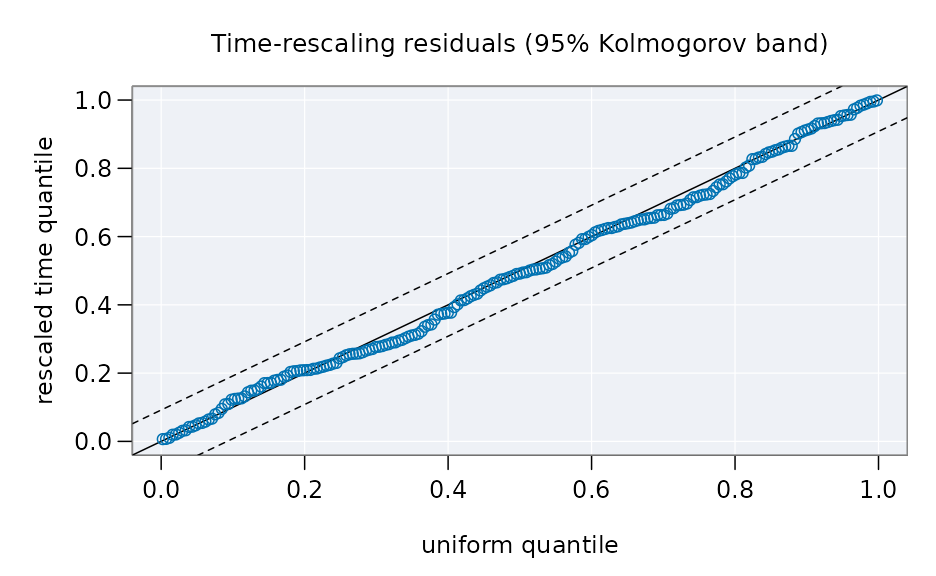 Time-rescaling residuals (95% Kolmogorov band)
rescaled time quantile
1.0
0.8
0.6
0.4
0.2
0.0
0.0 0.2 0.4 0.6 0.8 1.0
uniform quantile